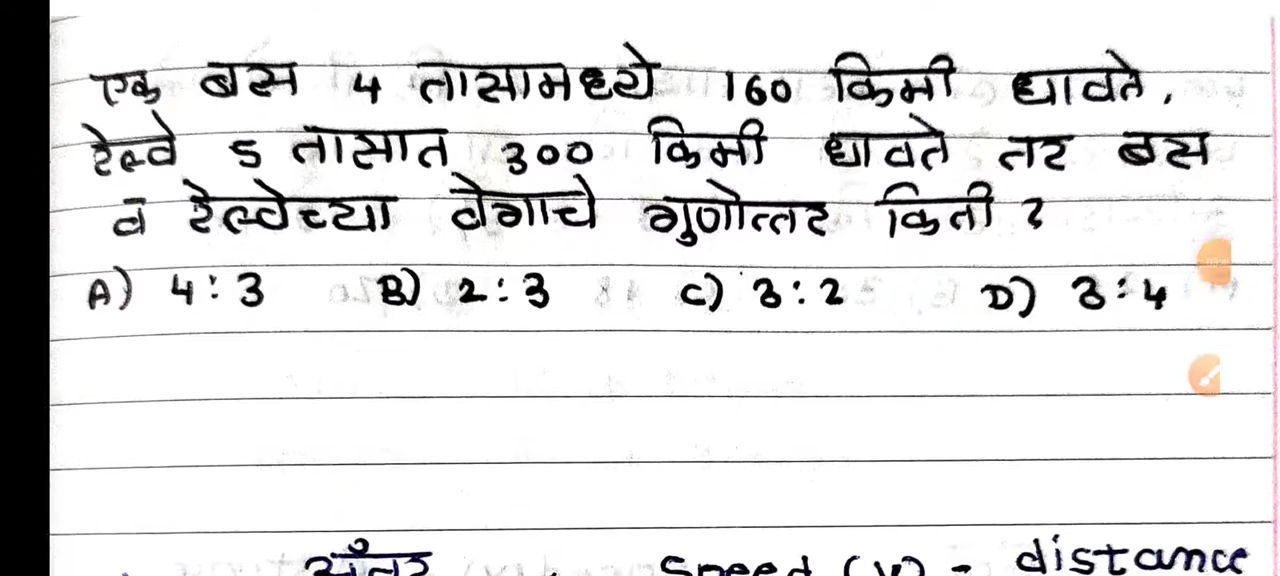 एक बस 4 तासामध्ये 160 किमी धावते.
रेल्वे 5 तासात 300 किमी धावते तर बस
व रेल्वेच्या वेगाचे गुणोत्तर किती ?
A) 4:3 B) 2:3 C) 3:2 D) 3:4
अंतर Speed (V) = distance